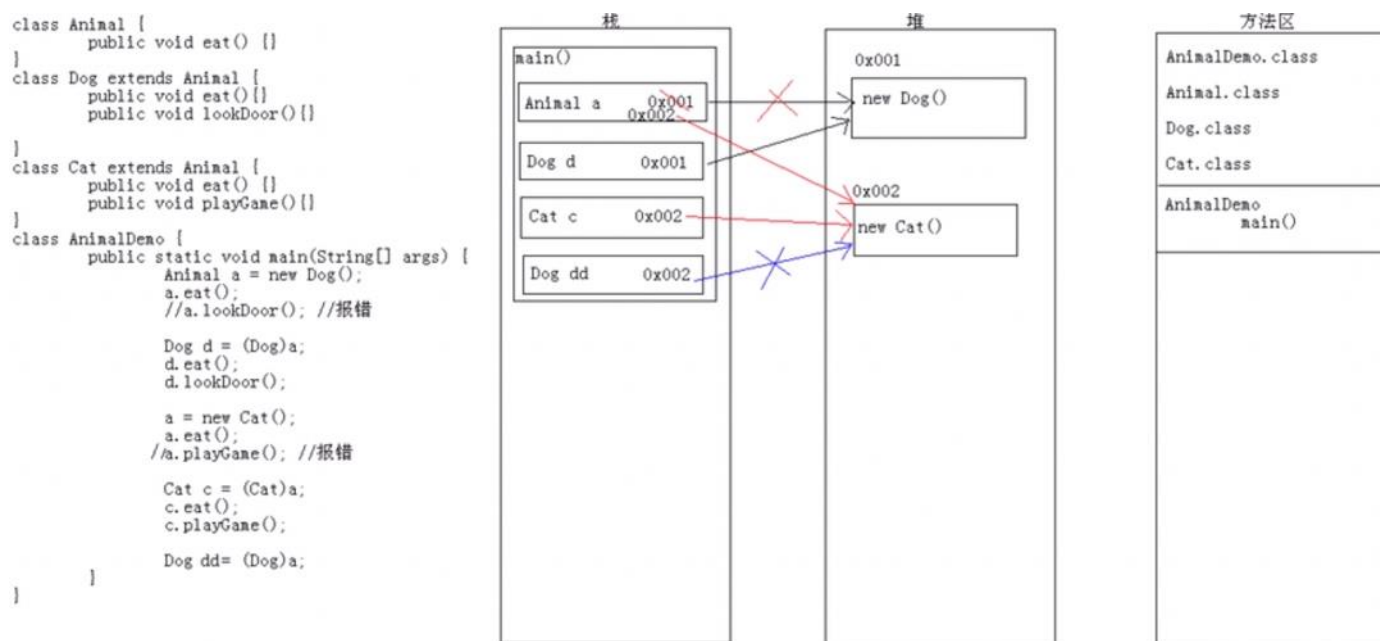 class Animal {
public void eat() {}
}
class Dog extends Animal {
public void eat(){}
public void lookDoor(){}
}
class Cat extends Animal {
public void eat() {}
public void playGame(){}
}
class AnimalDemo {
public static void main(String[] args) {
Animal a = new Dog();
a.eat();
//a.lookDoor(); //报错
Dog d = (Dog)a;
d.eat();
d.lookDoor();
a = new Cat();
a.eat();
//a.playGame(); //报错
Cat c = (Cat)a;
c.eat();
c.playGame();
Dog dd= (Dog)a;
}
}
栈
main()
Animal a 0x001
0x002
Dog d 0x001
Cat c 0x002
Dog dd 0x002
堆
0x001
new Dog()
0x002
new Cat()
方法区
AnimalDemo.class
Animal.class
Dog.class
Cat.class
AnimalDemo
main()